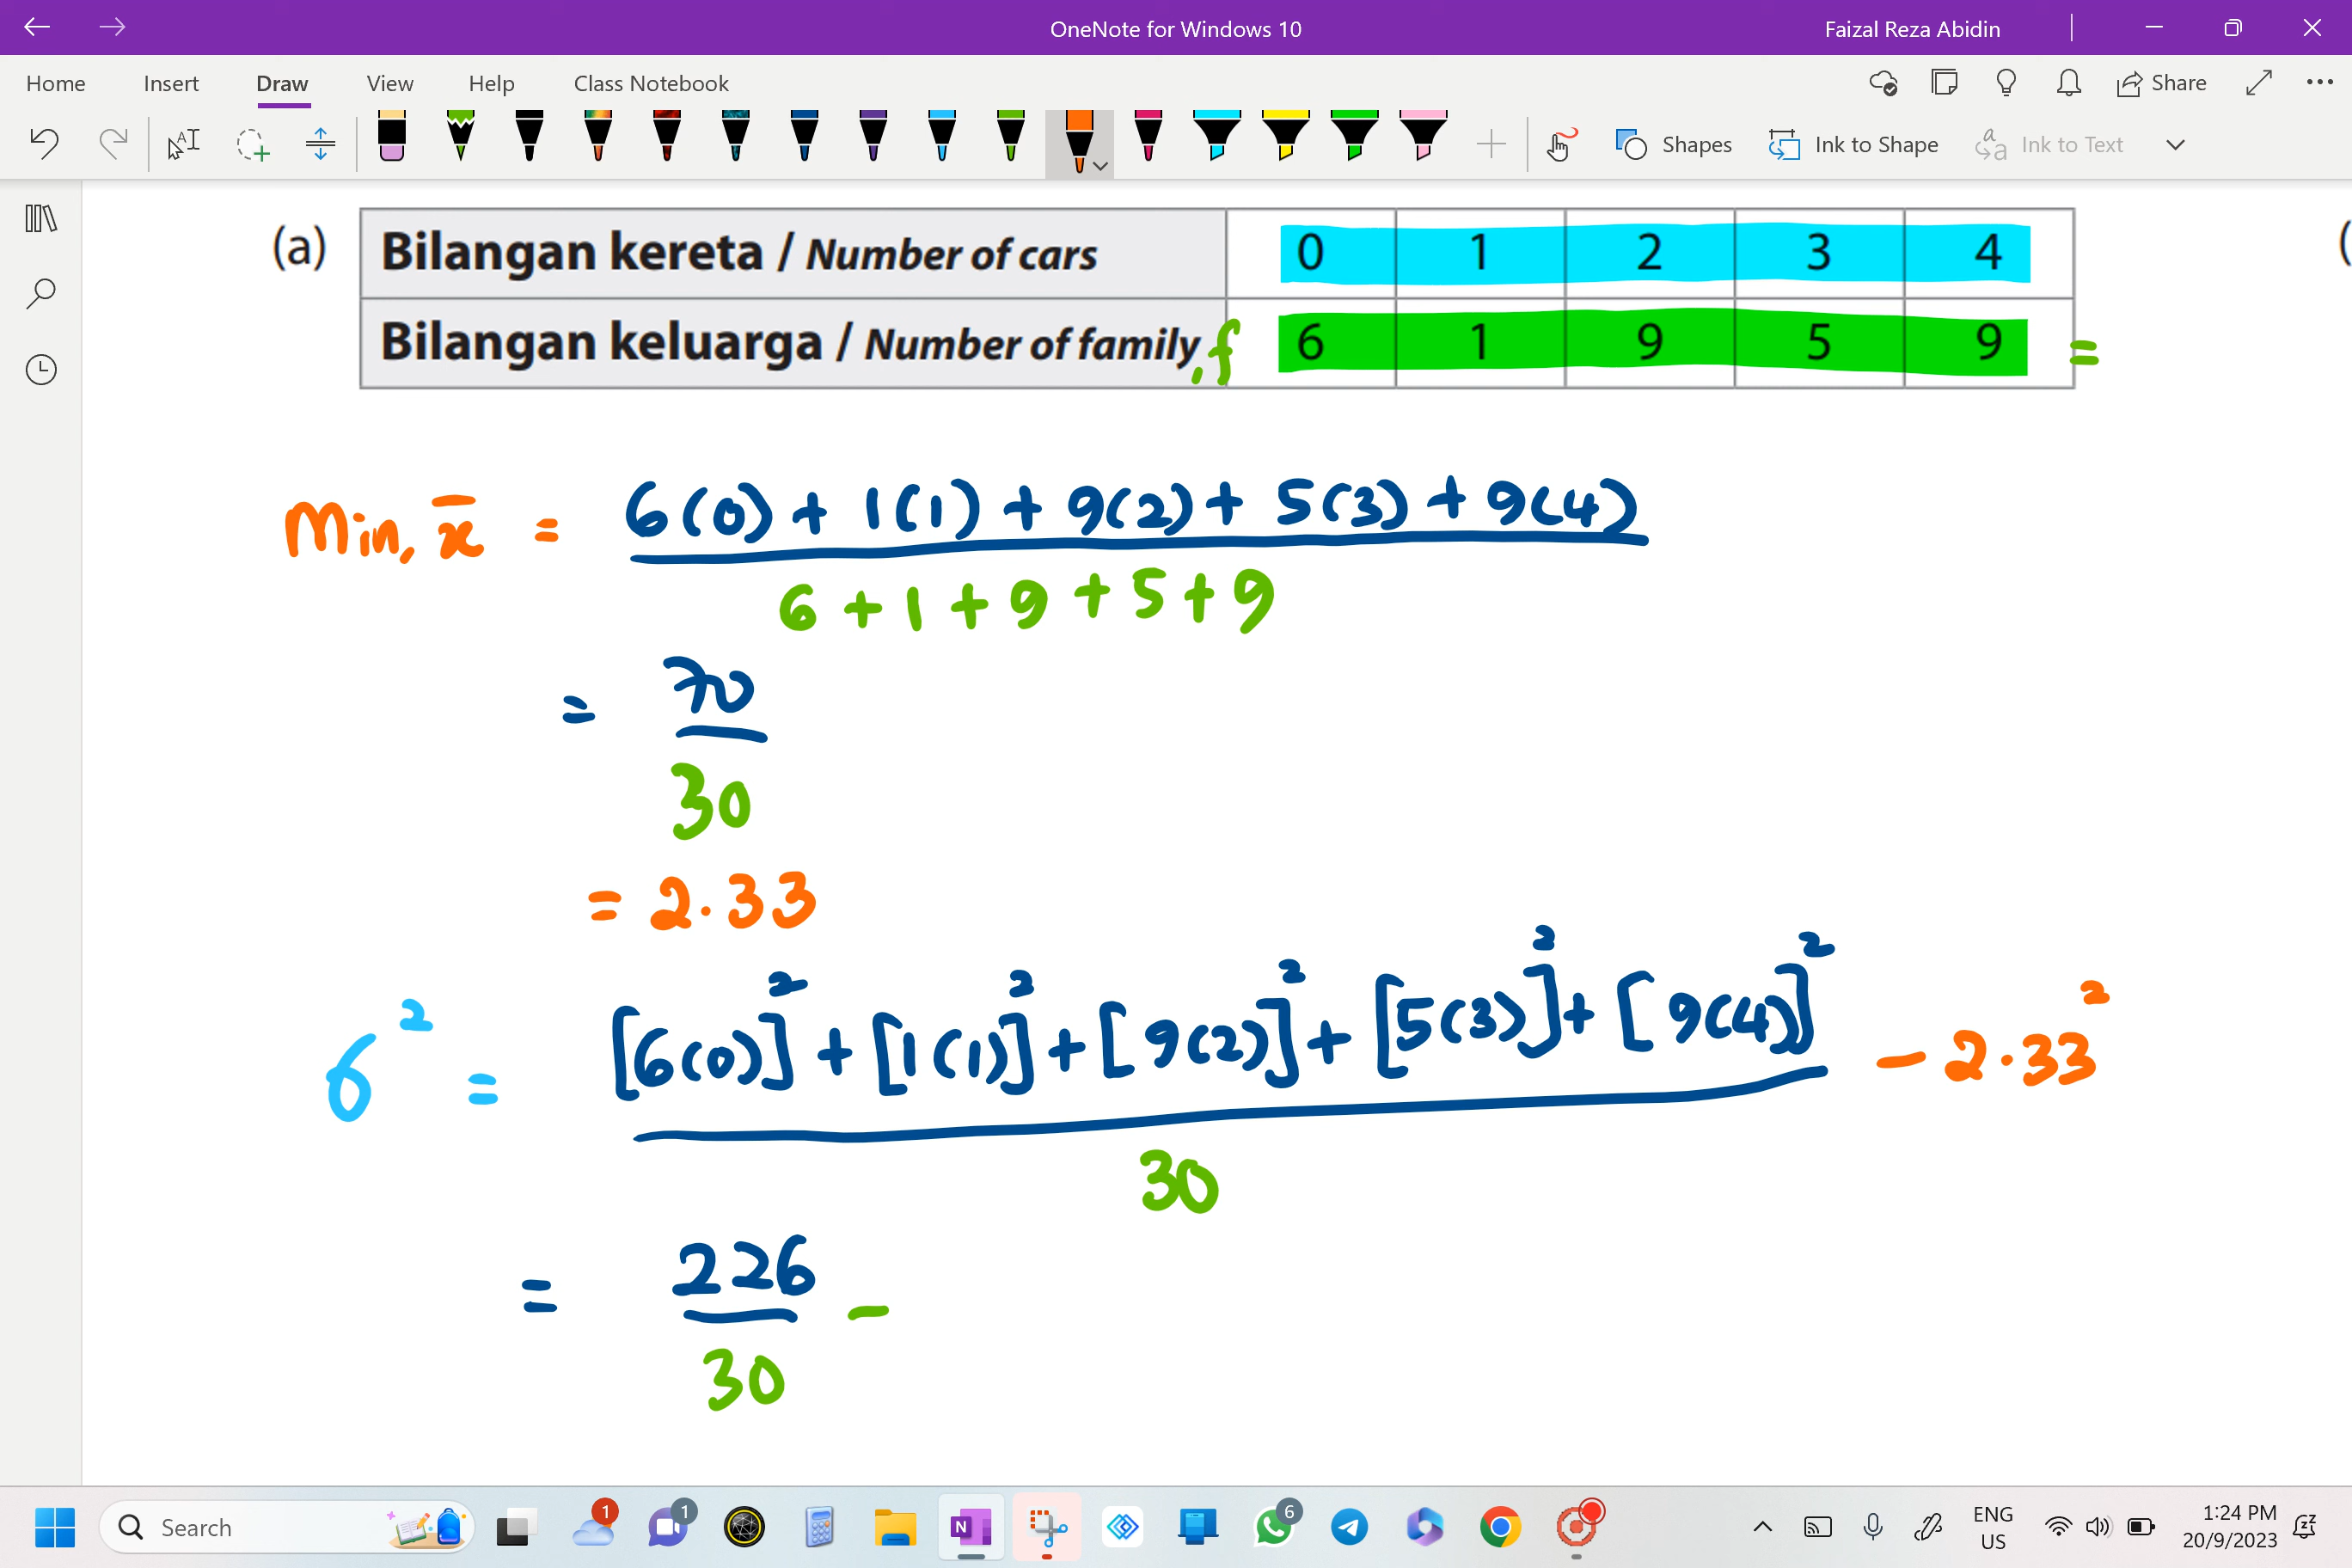 OneNote for Windows 10
Faizal Reza Abidin
Home Insert Draw View Help Class Notebook
Share
Shapes Ink to Shape Ink to Text
(a) Bilangan kereta / Number of cars 0 1 2 3 4
Bilangan keluarga / Number of family, f 6 1 9 5 9 =
(
Min, x̄ = 6(0) + 1(1) + 9(2) + 5(3) + 9(4)
6 + 1 + 9 + 5 + 9
= 70
30
= 2.33
σ² = [6(0)]² + [1(1)]² + [9(2)]² + [5(3)]² + [9(4)]² − 2.33²
30
= 226 −
30
Search
1
1
N
6
ENG
US
1:24 PM
20/9/2023